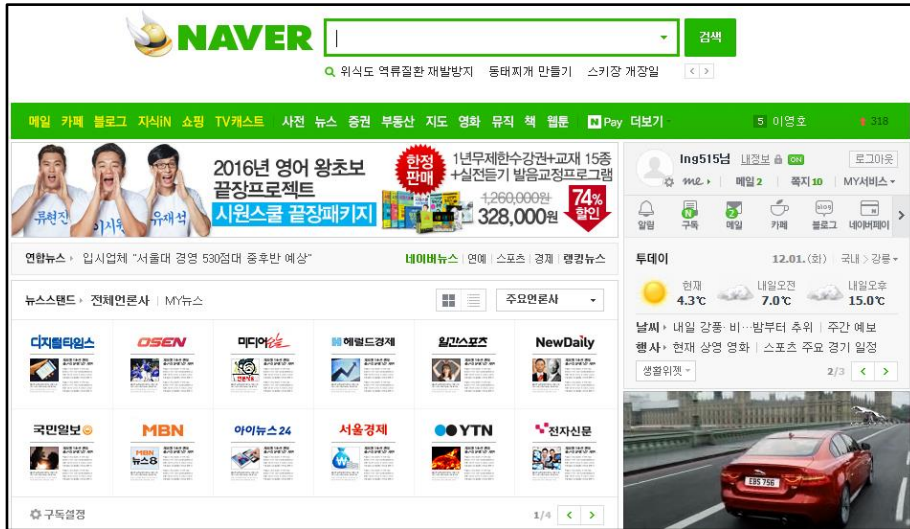 NAVER
검색
위식도 역류질환 재발방지 동태찌개 만들기 스키장 개장일
메일 카페 블로그 지식iN 쇼핑 TV캐스트 사전 뉴스 증권 부동산 지도 영화 뮤직 책 웹툰 N Pay 더보기 5 이영호 318
류현진
이시원
유재석
2016년 영어 왕초보
끝장프로젝트
시원스쿨 끝장패키지
한정
판매
1년무제한수강권+교재 15종
+실전듣기 발음교정프로그램
1,260,000원
328,000원
74%
할인
lng515님 내정보 ON 로그아웃
me 메일 2 쪽지 10 MY서비스
알림 구독 메일 카페 블로그 네이버페이
연합뉴스 입시업체 "서울대 경영 530점대 중후반 예상" 네이버뉴스 연예 스포츠 경제 랭킹뉴스
투데이 12.01.(화) 국내 > 강릉
현재 4.3℃ 내일오전 7.0℃ 내일오후 15.0℃
날씨 내일 강풍·비…밤부터 추위 주간 예보
행사 현재 상영 영화 스포츠 주요 경기 일정
생활위젯 2/3
뉴스스탠드 전체언론사 MY뉴스 주요언론사
디지털타임스 OSEN 미디어오늘 헤럴드경제 일간스포츠 NewDaily
국민일보 MBN 아이뉴스24 서울경제 YTN 전자신문
MBN
뉴스8
구독설정 1/4
E85 756